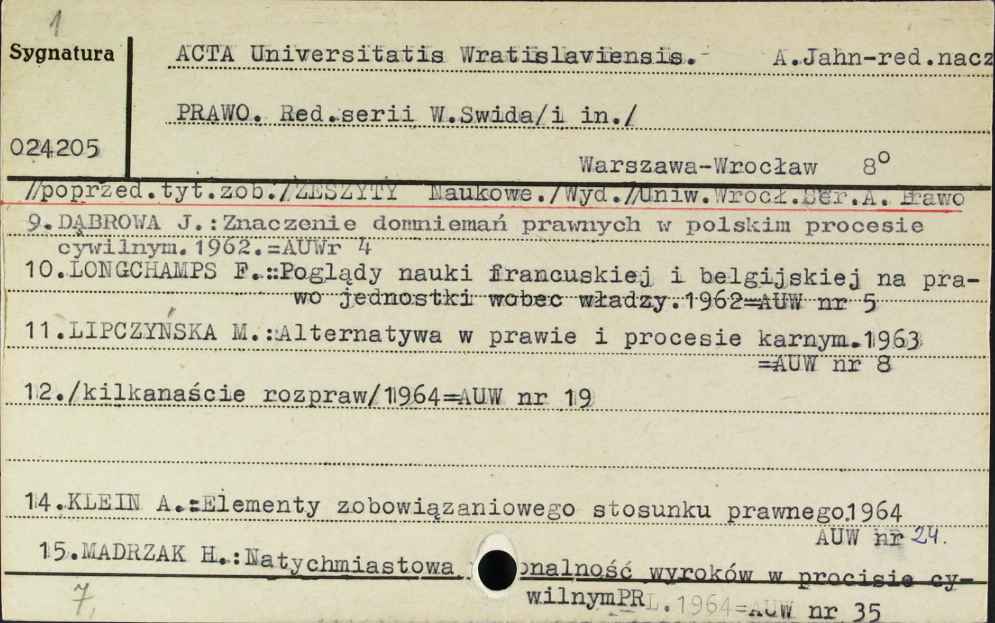 1
Sygnatura
ACTA Universitatis Wratislaviensis. A.Jahn-red.nacz
PRAWO. Red.serii W.Swida/i in./
024205
Warszawa-Wrocław 8°
//poprzed.tyt.zob./ZESZYTY Naukowe./Wyd.//Uniw.Wrocł.Ser.A. Prawo
9.DĄBROWA J.:Znaczenie domniemań prawnych w polskim procesie
cywilnym.1962.=AUWr 4
10.LONGCHAMPS F.:Poglądy nauki francuskiej i belgijskiej na pra-
wo jednostki wobec władzy.1962=AUW nr 5
11.LIPCZYŃSKA M.:Alternatywa w prawie i procesie karnym.1963
=AUW nr 8
12./kilkanaście rozpraw/1964=AUW nr 19
14.KLEIN A.:Elementy zobowiązaniowego stosunku prawnego.1964
AUW nr 24.
15.MADRZAK H.:Natychmiastowa onalność wyroków w procisie cy-
wilnymPRL.1964=AUW nr 35
7.